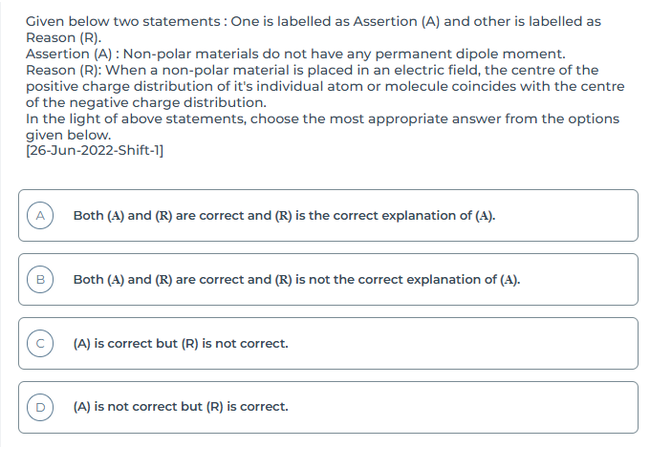 Given below two statements : One is labelled as Assertion (A) and other is labelled as
Reason (R).
Assertion (A) : Non-polar materials do not have any permanent dipole moment.
Reason (R): When a non-polar material is placed in an electric field, the centre of the
positive charge distribution of it's individual atom or molecule coincides with the centre
of the negative charge distribution.
In the light of above statements, choose the most appropriate answer from the options
given below.
[26-Jun-2022-Shift-1]
A Both (A) and (R) are correct and (R) is the correct explanation of (A).
B Both (A) and (R) are correct and (R) is not the correct explanation of (A).
C (A) is correct but (R) is not correct.
D (A) is not correct but (R) is correct.